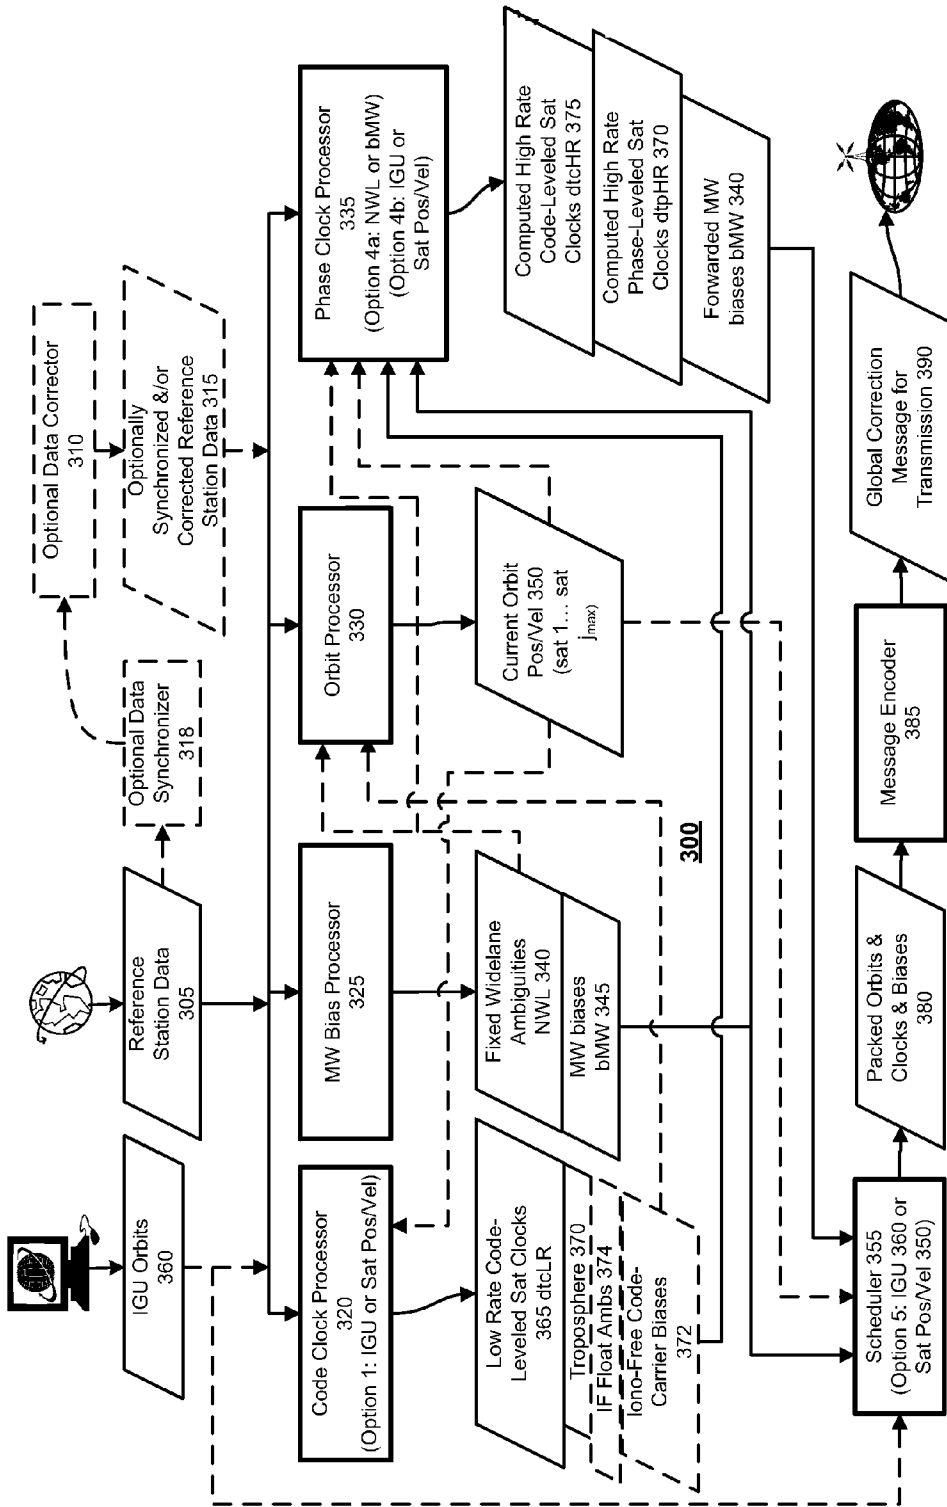 IGU Orbits
360
Reference
Station Data
305
Optional Data
Synchronizer
318
Optional Data Corrector
310
Optionally
Synchronized &/or
Corrected Reference
Station Data 315
Code Clock Processor
320
(Option 1: IGU or Sat Pos/Vel)
MW Bias Processor
325
Orbit Processor
330
Phase Clock Processor
335
(Option 4a: NWL or bMW)
(Option 4b: IGU or
Sat Pos/Vel)
Low Rate Code-
Leveled Sat Clocks
365 dtcLR
Troposphere 370
IF Float Ambs 374
Iono-Free Code-
Carrier Biases
372
Fixed Widelane
Ambiguities
NWL 340
MW biases
bMW 345
Current Orbit
Pos/Vel 350
(sat 1... sat
jmax)
Computed High Rate
Code-Leveled Sat
Clocks dtcHR 375
Computed High Rate
Phase-Leveled Sat
Clocks dtpHR 370
Forwarded MW
biases bMW 340
300
Scheduler 355
(Option 5: IGU 360 or
Sat Pos/Vel 350)
Packed Orbits &
Clocks & Biases
380
Message Encoder
385
Global Correction
Message for
Transmission 390